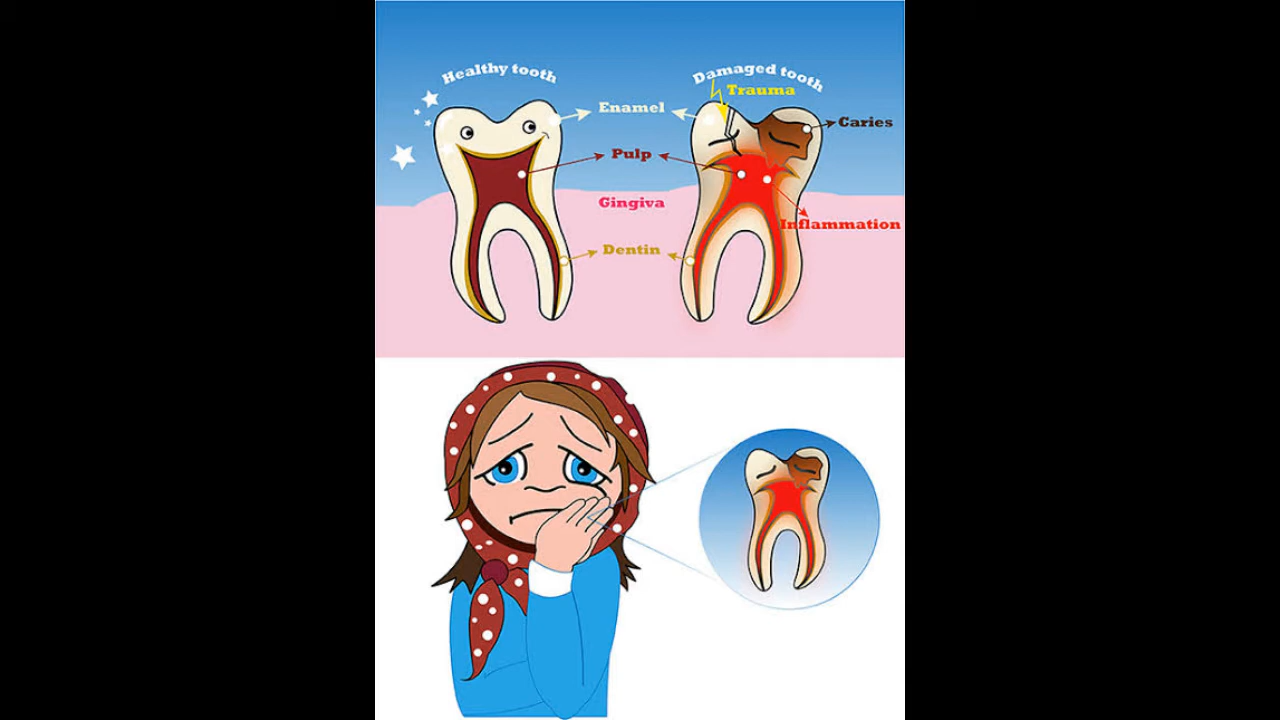 Healthy tooth
Damaged tooth
Trauma
Enamel
Caries
Pulp
Gingiva
Inflammation
Dentin